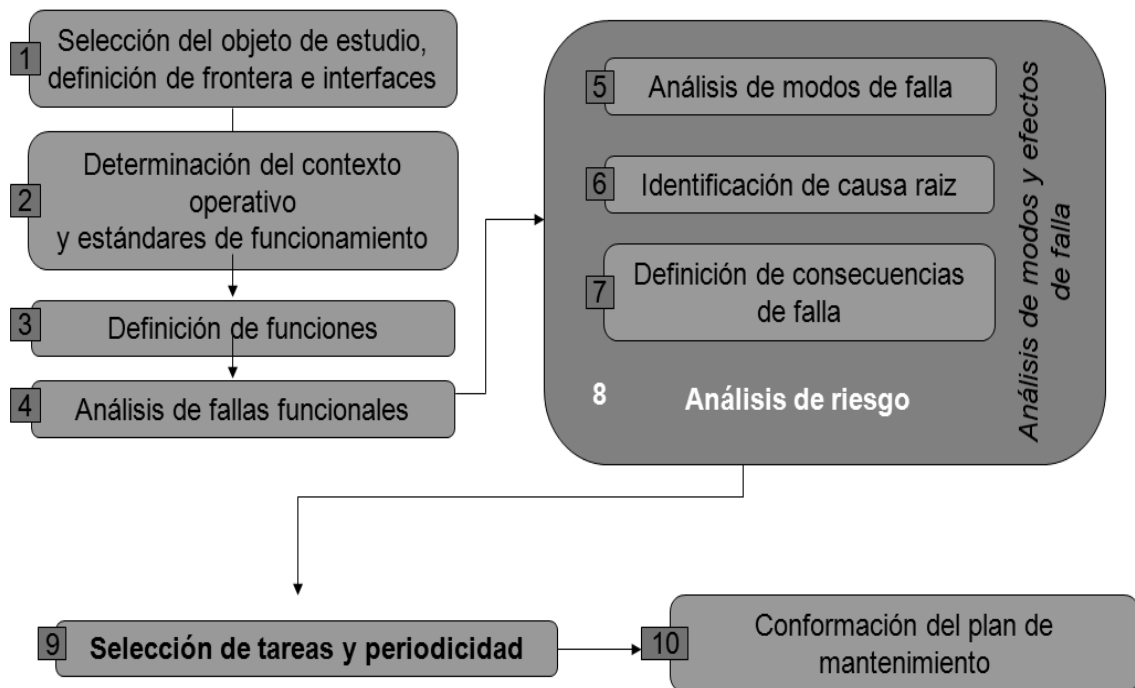 1
Selección del objeto de estudio,
definición de frontera e interfaces
2
Determinación del contexto
operativo
y estándares de funcionamiento
3
Definición de funciones
4
Análisis de fallas funcionales
5
Análisis de modos de falla
6
Identificación de causa raiz
7
Definición de consecuencias
de falla
8
Análisis de riesgo
Análisis de modos y efectos
de falla
9
Selección de tareas y periodicidad
10
Conformación del plan de
mantenimiento